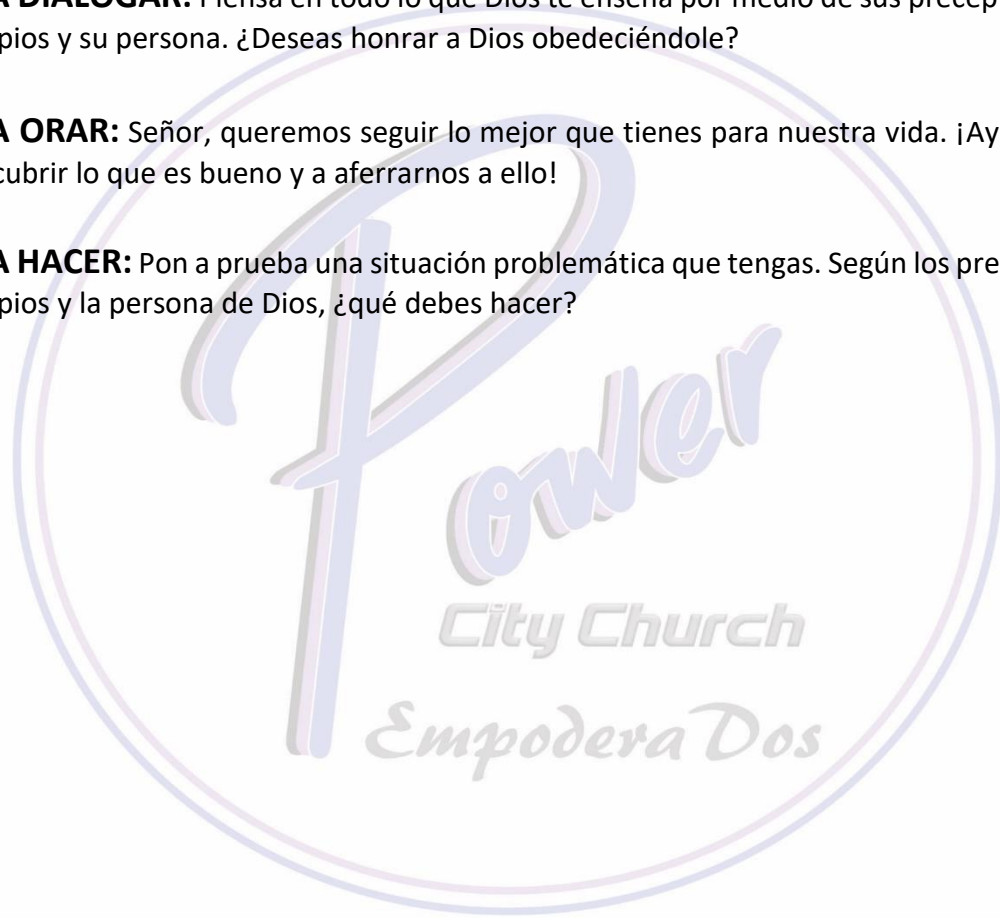 A DIALOGAR: Piensa en todo lo que Dios te enseña por medio de sus precep
pios y su persona. ¿Deseas honrar a Dios obedeciéndole?
A ORAR: Señor, queremos seguir lo mejor que tienes para nuestra vida. ¡Ay
cubrir lo que es bueno y a aferrarnos a ello!
A HACER: Pon a prueba una situación problemática que tengas. Según los pre
pios y la persona de Dios, ¿qué debes hacer?
Power
City Church
EmpoderaDos